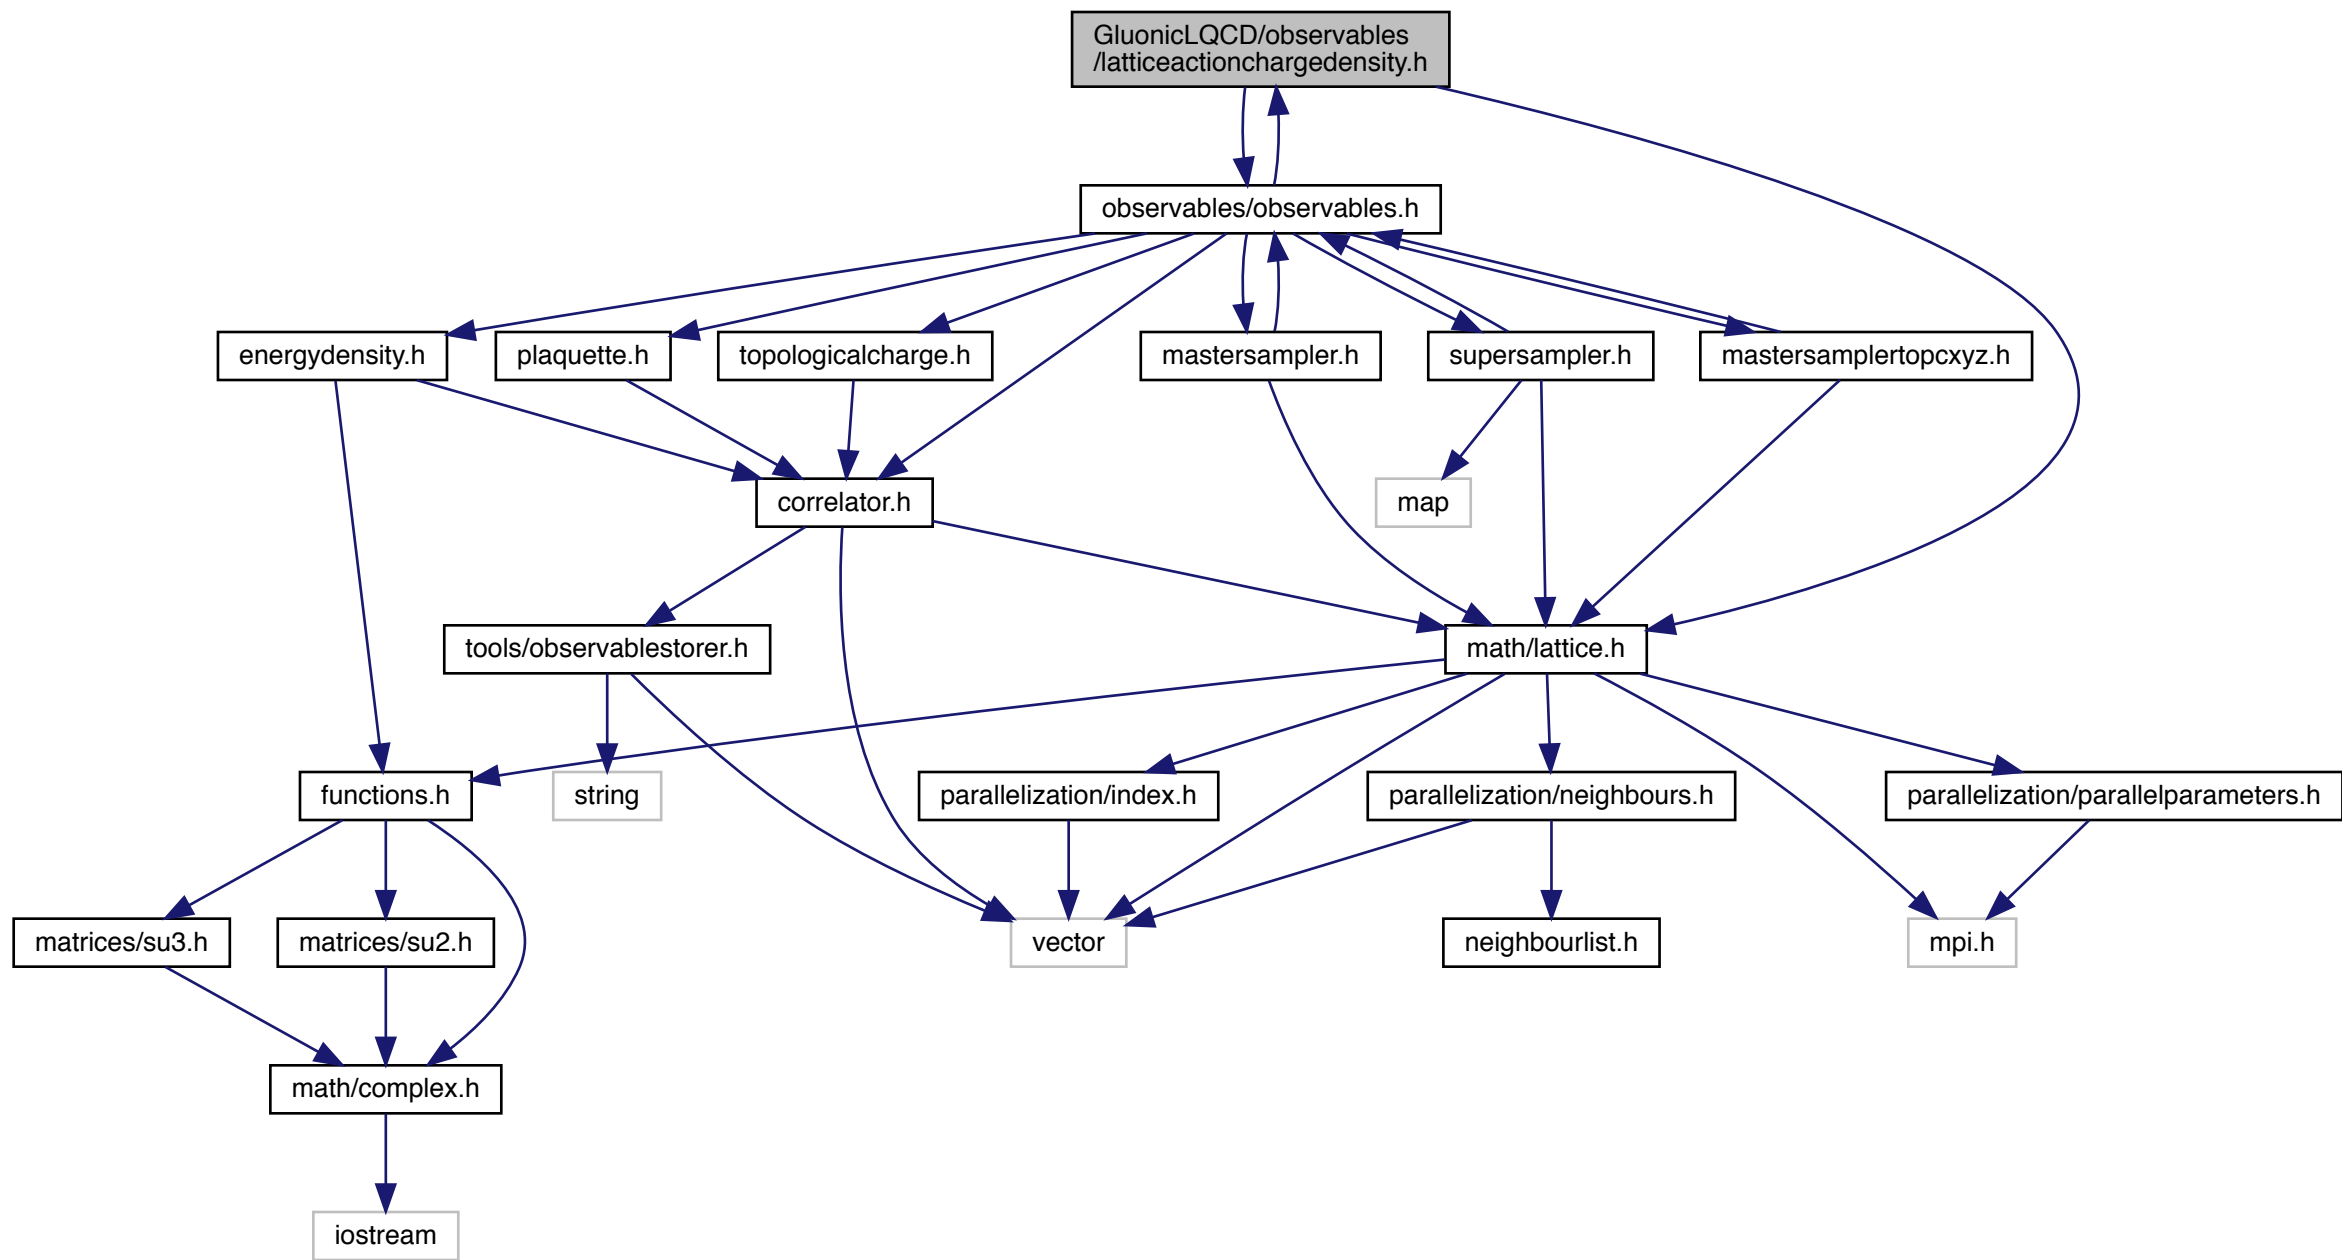 GluonicLQCD/observables
/latticeactionchargedensity.h
observables/observables.h
energydensity.h
plaquette.h
topologicalcharge.h
mastersampler.h
supersampler.h
mastersamplertopcxyz.h
correlator.h
map
tools/observablestorer.h
math/lattice.h
functions.h
string
parallelization/index.h
parallelization/neighbours.h
parallelization/parallelparameters.h
matrices/su3.h
matrices/su2.h
vector
neighbourlist.h
mpi.h
math/complex.h
iostream